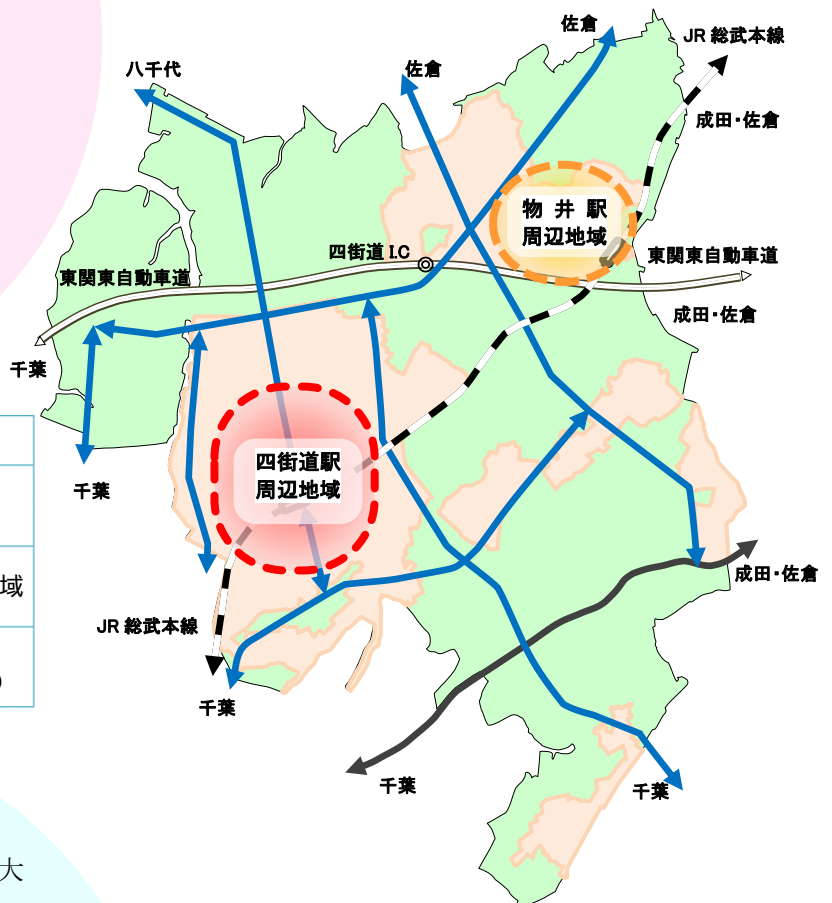 佐倉
JR 総武本線
八千代
佐倉
成田・佐倉
物 井 駅
周辺地域
四街道 I.C
東関東自動車道
東関東自動車道
成田・佐倉
千葉
四街道駅
周辺地域
千葉
域
成田・佐倉
JR 総武本線
）
千葉
千葉
千葉
大